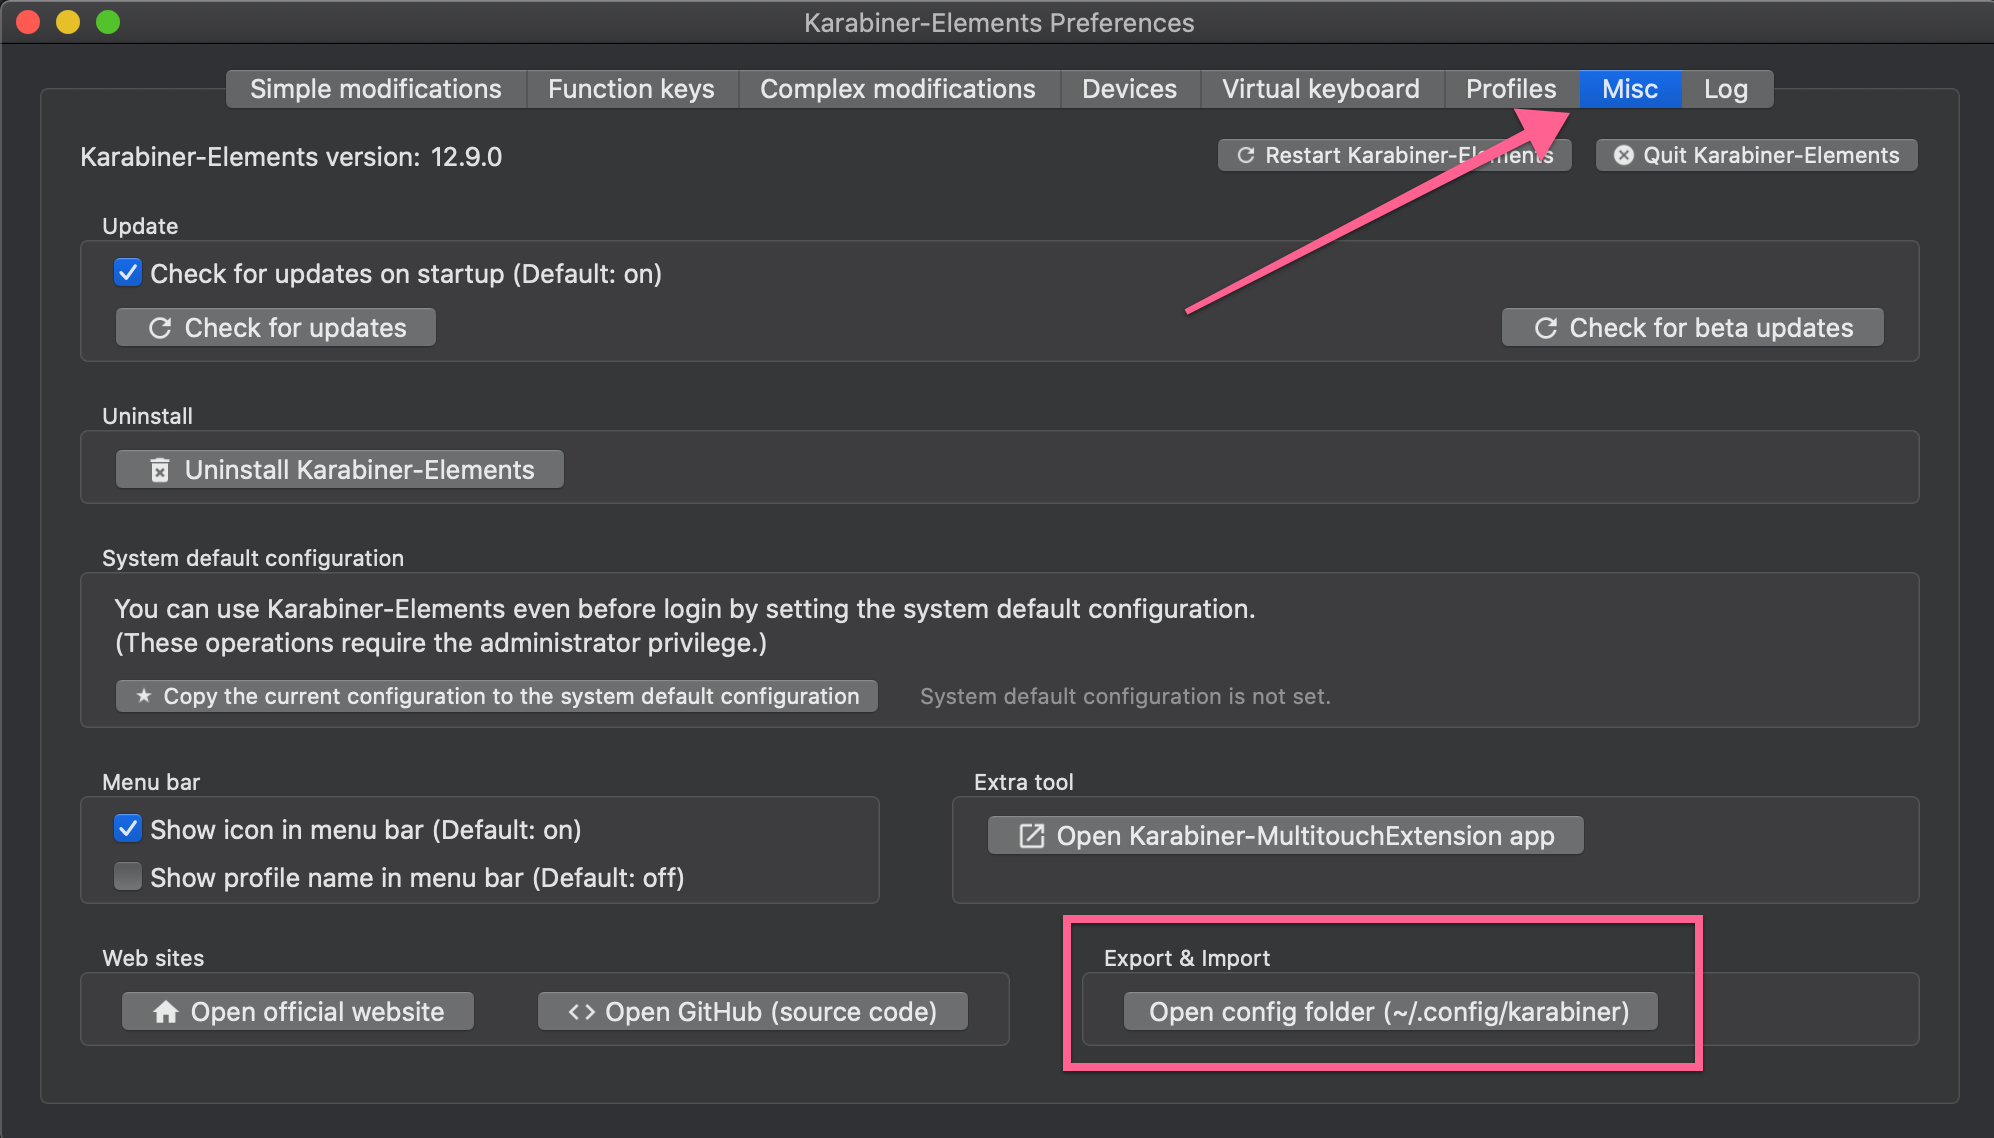 Karabiner-Elements Preferences
Simple modifications Function keys Complex modifications Devices Virtual keyboard Profiles Misc Log
Karabiner-Elements version: 12.9.0
Restart Karabiner-Elements
Quit Karabiner-Elements
Update
Check for updates on startup (Default: on)
Check for updates
Check for beta updates
Uninstall
Uninstall Karabiner-Elements
System default configuration
You can use Karabiner-Elements even before login by setting the system default configuration.
(These operations require the administrator privilege.)
★ Copy the current configuration to the system default configuration
System default configuration is not set.
Menu bar
Show icon in menu bar (Default: on)
Show profile name in menu bar (Default: off)
Extra tool
Open Karabiner-MultitouchExtension app
Web sites
Open official website
<> Open GitHub (source code)
Export & Import
Open config folder (~/.config/karabiner)